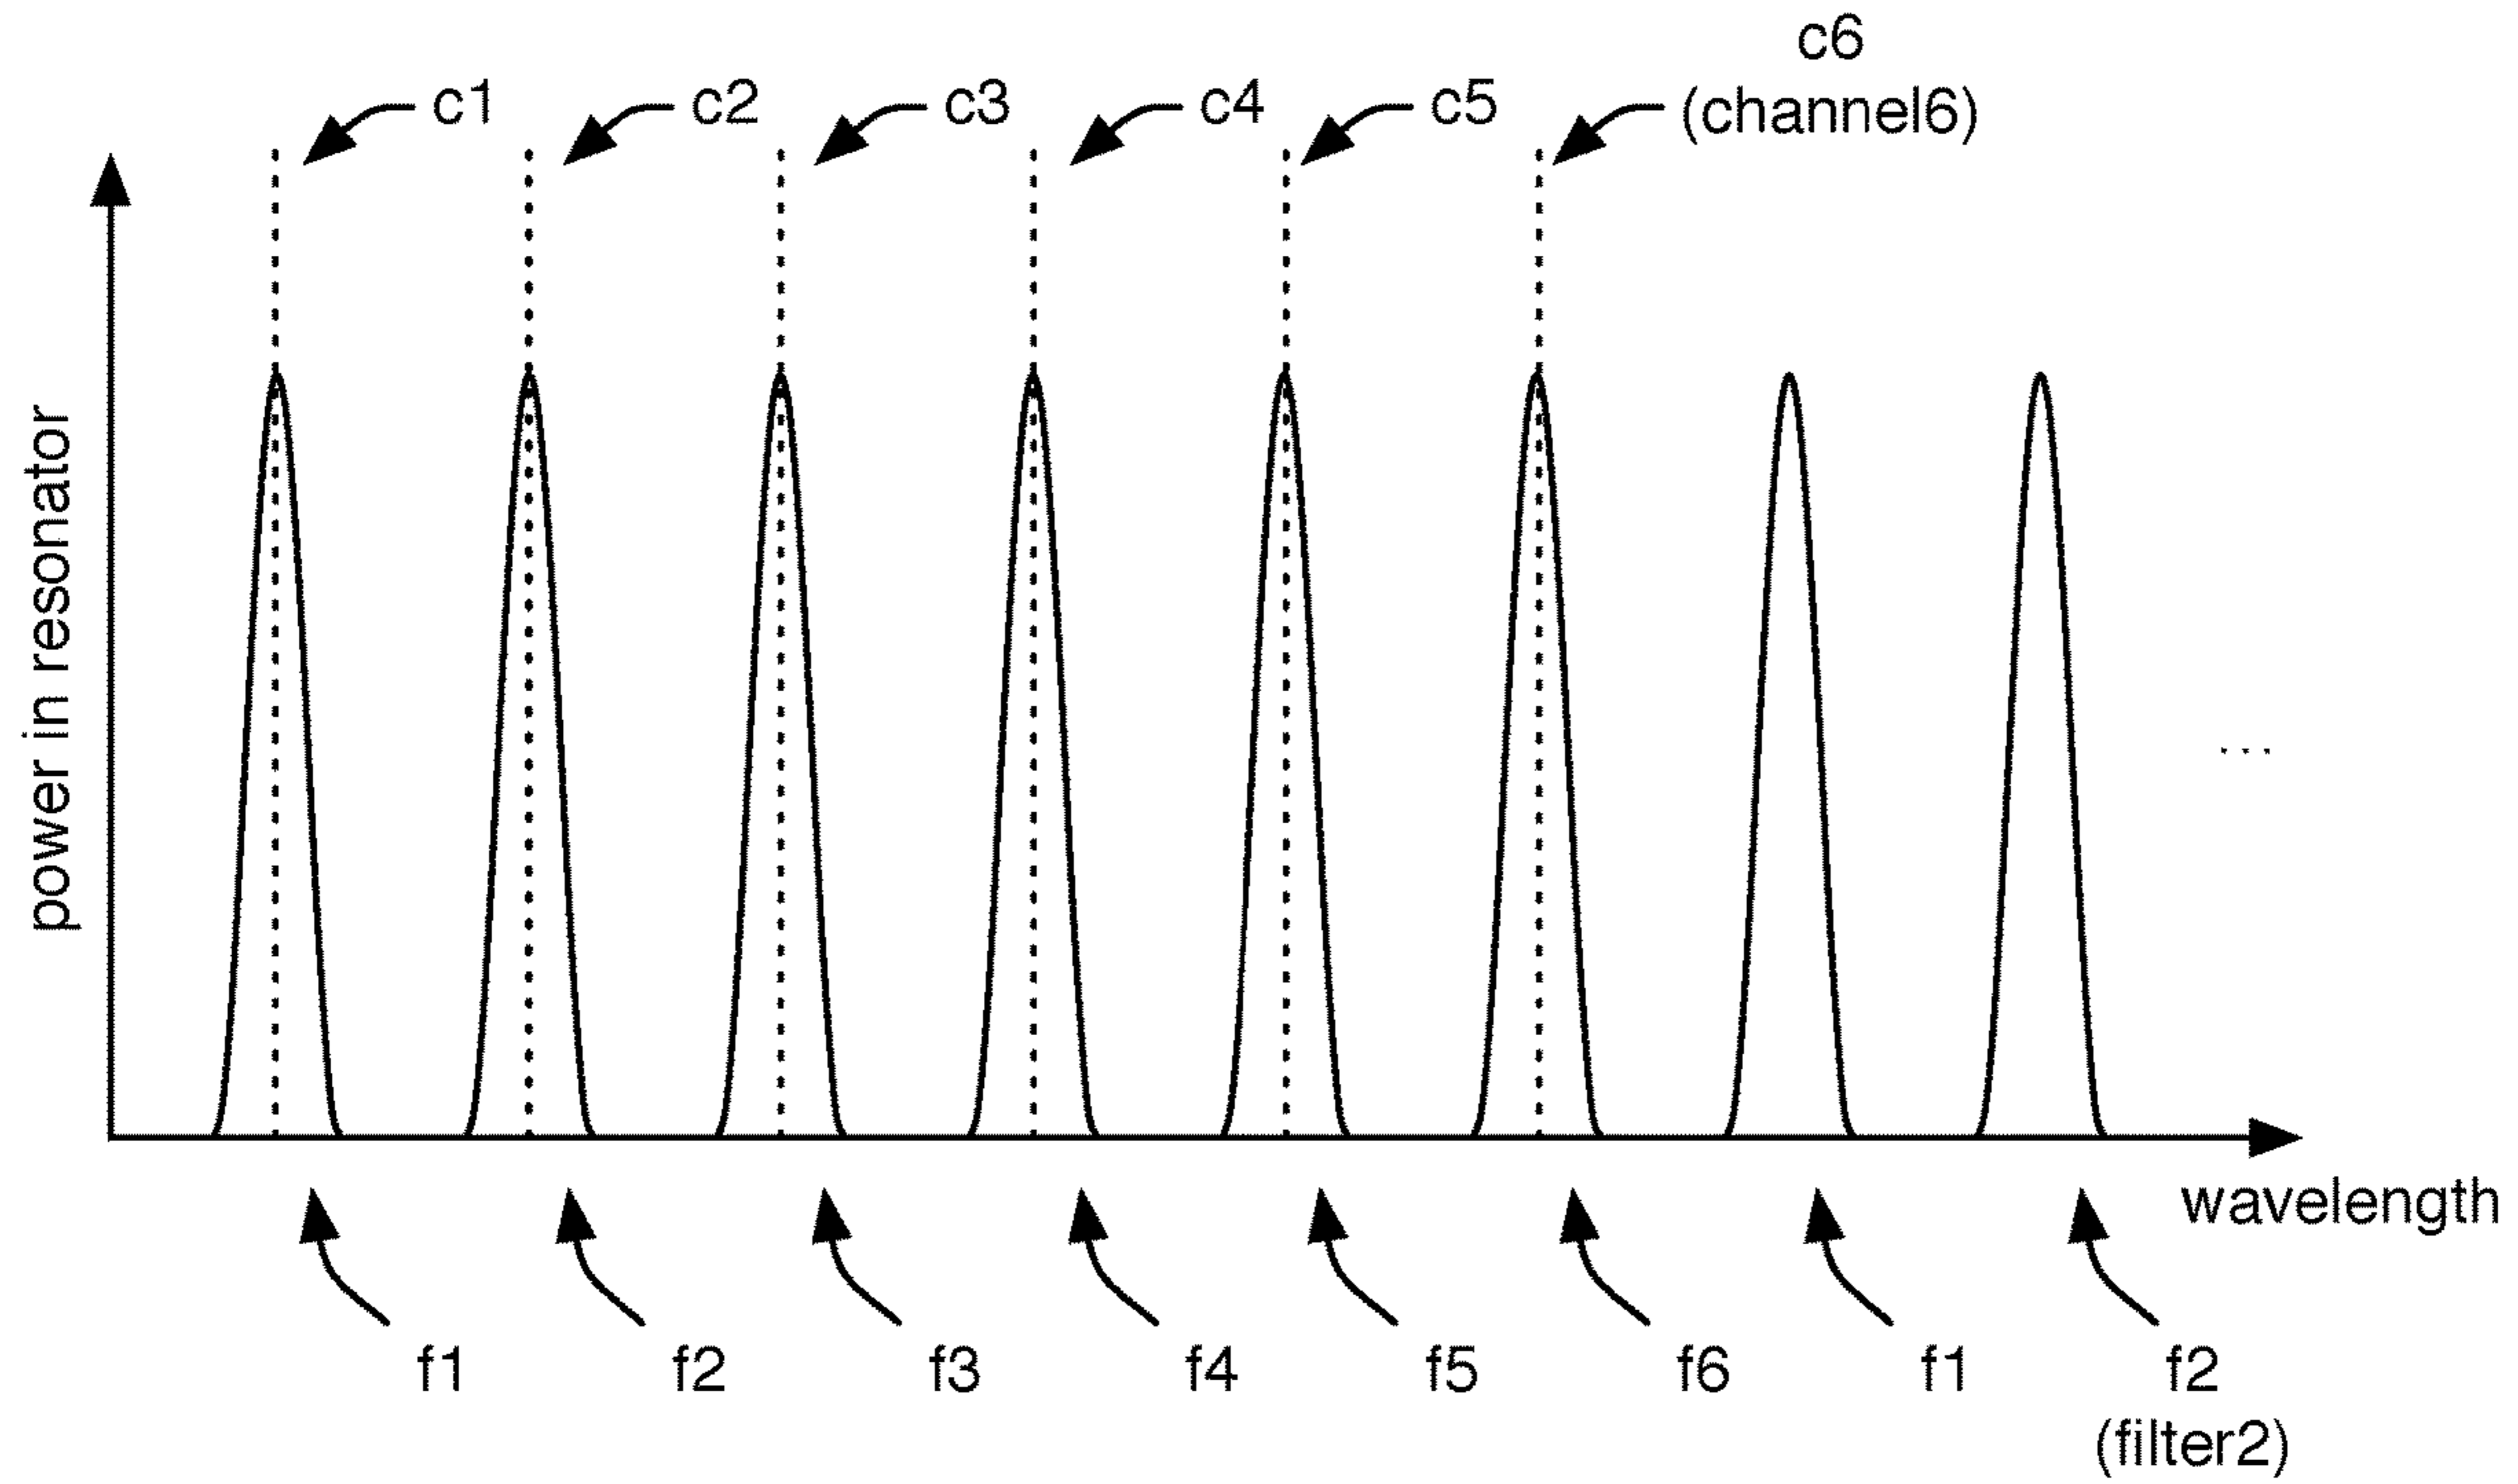 c6
c1
c2
c3
c4
c5
(channel6)
power in resonator
...
wavelength
f1
f2
f3
f4
f5
f6
f1
f2
(filter2)